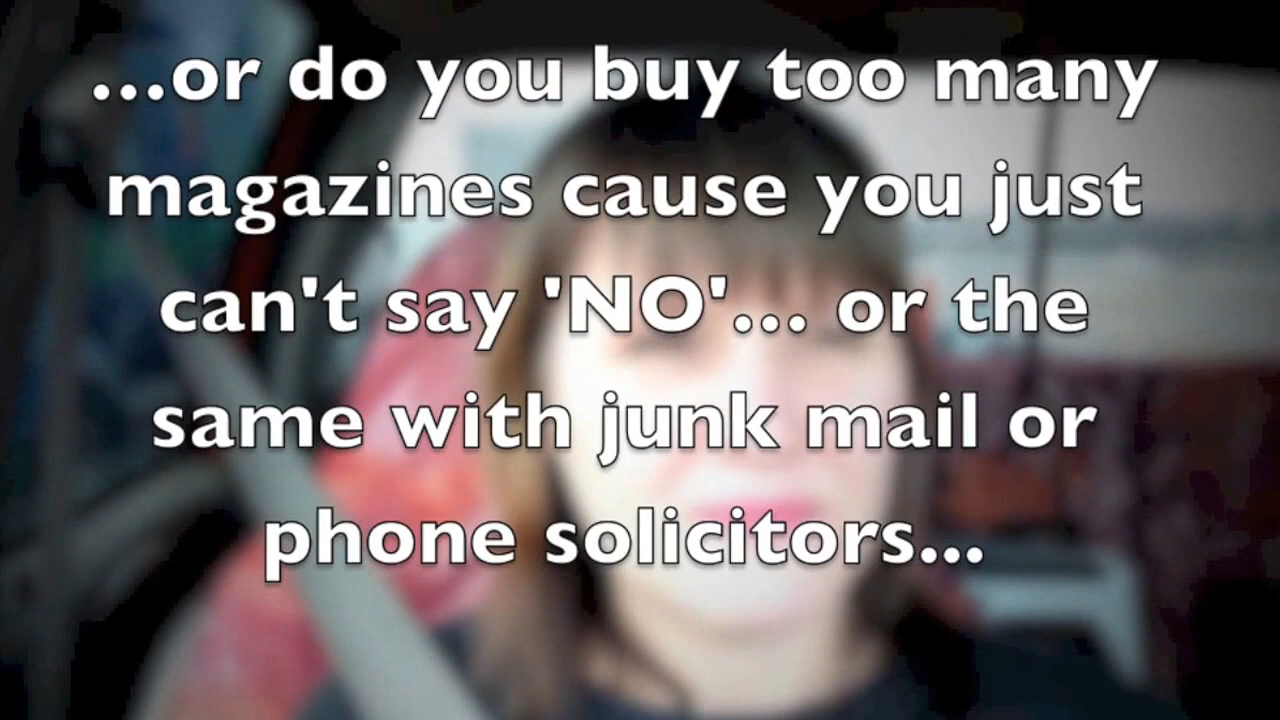 ...or do you buy too many
magazines cause you just
can't say 'NO'... or the
same with junk mail or
phone solicitors...